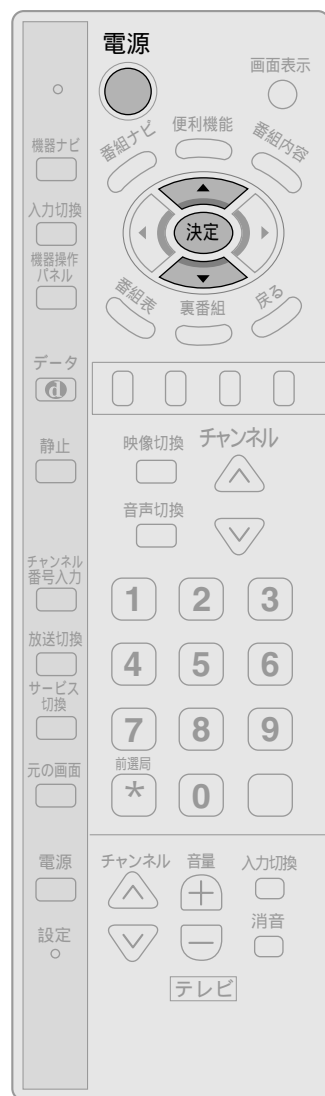 電源
画面表示
機器ナビ
番組ナビ
便利機能
番組内容
入力切換
決定
機器操作
パネル
番組表
裏番組
戻る
データ
d
静止
映像切換
チャンネル
音声切換
チャンネル
番号入力
1
2
3
放送切換
4
5
6
サービス
切換
7
8
9
元の画面
前選局
*
0
電源
チャンネル
音量
入力切換
+
設定
消音
−
テレビ